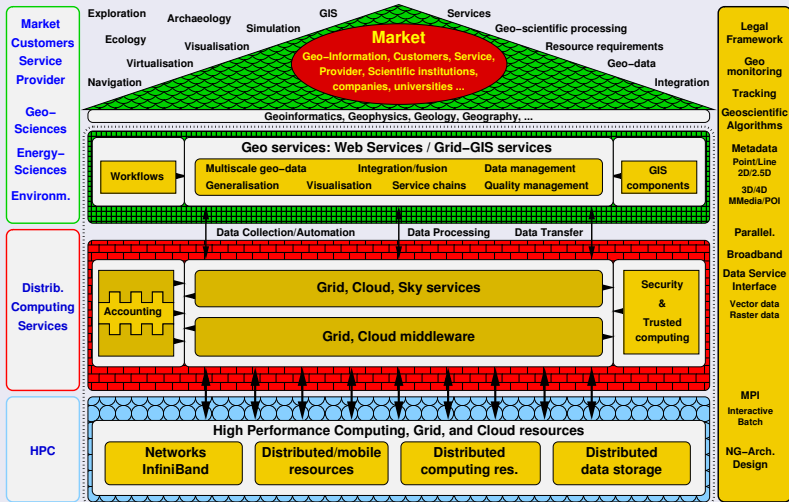 Market
Customers
Service
Provider
Geo-
Sciences
Energy-
Sciences
Environm.
Distrib.
Computing
Services
HPC
Exploration
Archaeology
GIS
Services
Simulation
Geo-scientific processing
Ecology
Visualisation
Resource requirements
Virtualisation
Geo-data
Navigation
Integration
Market
Geo-Information, Customers, Service,
Provider, Scientific institutions,
companies, universities ...
Geoinformatics, Geophysics, Geology, Geography, ...
Geo services: Web Services / Grid-GIS services
Workflows
Multiscale geo-data Integration/fusion Data management
Generalisation Visualisation Service chains Quality management
GIS
components
Data Collection/Automation Data Processing Data Transfer
Accounting
Grid, Cloud, Sky services
Grid, Cloud middleware
Security
&
Trusted
computing
High Performance Computing, Grid, and Cloud resources
Networks
InfiniBand
Distributed/mobile
resources
Distributed
computing res.
Distributed
data storage
Legal
Framework
Geo
monitoring
Tracking
Geoscientific
Algorithms
Metadata
Point/Line
2D/2.5D
3D/4D
MMedia/POI
Parallel.
Broadband
Data Service
Interface
Vector data
Raster data
MPI
Interactive
Batch
NG-Arch.
Design